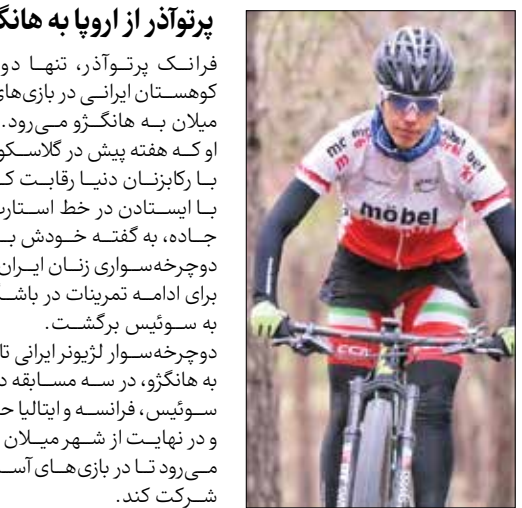 پرتوآذر از اروپا به هانگ
فرانک پرتوآذر، تنها دو
کوهستان ایرانی در بازی‌های
میلان به هانگژو می‌رود.
او که هفته پیش در گلاسکو
با رکابزنان دنیا رقابت ک
با ایستادن در خط استارت
جاده، به گفته خودش ب
دوچرخه‌سواری زنان ایران
برای ادامه تمرینات در باشگ
به سوئیس برگشت.
دوچرخه‌سوار لژیونر ایرانی تا
به هانگژو، در سه مسابقه د
سوئیس، فرانسه و ایتالیا ح
و در نهایت از شهر میلان
می‌رود تا در بازی‌های آسـ
شرکت کند.
möbel